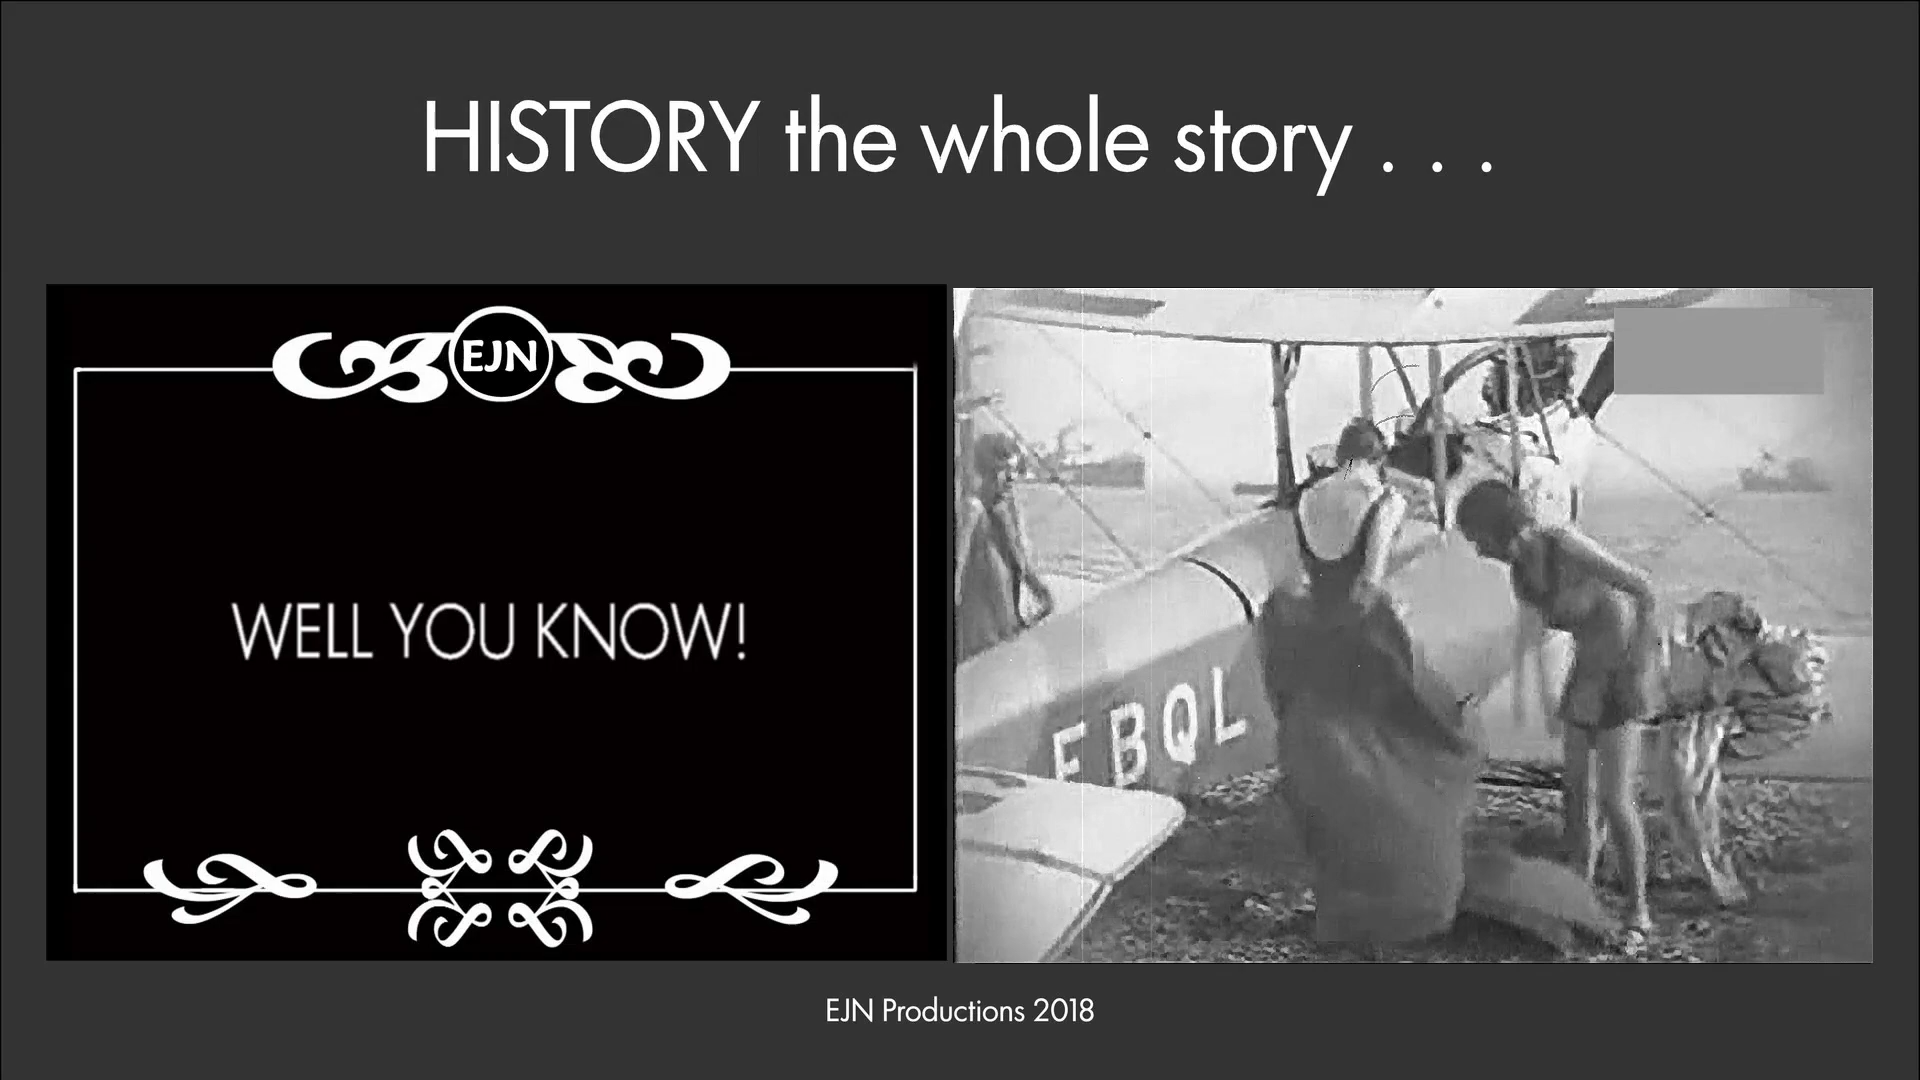 HISTORY the whole story . . .
EJN
WELL YOU KNOW!
EBQL
EJN Productions 2018